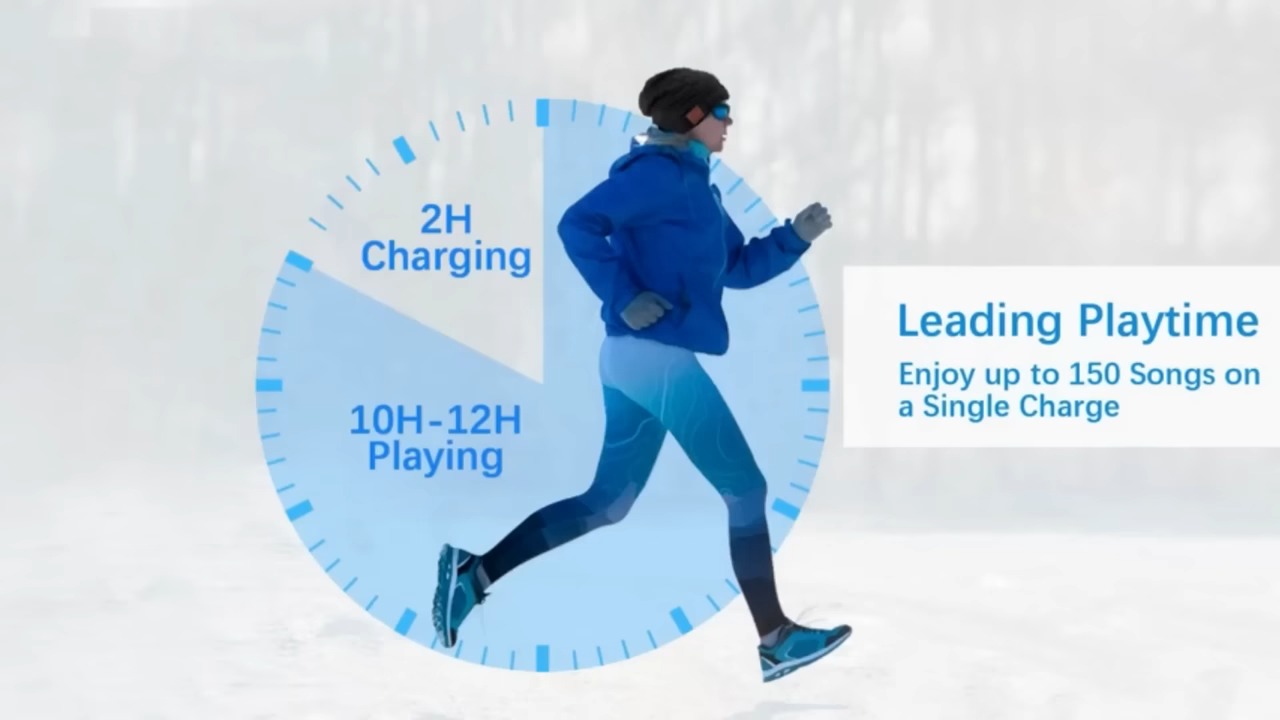 2H
Charging
10H-12H
Playing
Leading Playtime
Enjoy up to 150 Songs on
a Single Charge